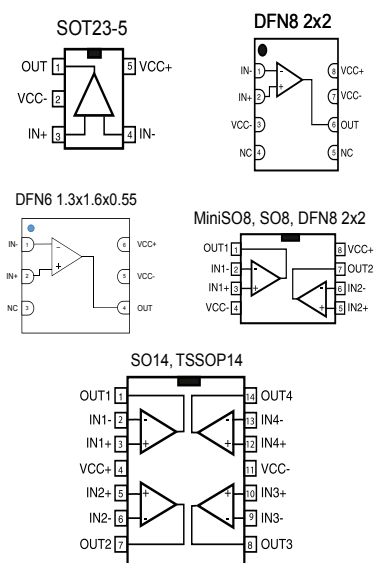 SOT23-5
OUT 1 5 VCC+
VCC- 2
IN+ 3 4 IN-
- +
DFN8 2x2
IN- 1 8 VCC+
IN+ 2 7 VCC-
VCC- 3 6 OUT
NC 4 5 NC
DFN6 1.3x1.6x0.55
IN- 1 6 VCC+
IN+ 2 5 VCC-
NC 3 4 OUT
MiniSO8, SO8, DFN8 2x2
OUT1 1 8 VCC+
IN1- 2 7 OUT2
IN1+ 3 6 IN2-
VCC- 4 5 IN2+
SO14, TSSOP14
OUT1 1 14 OUT4
IN1- 2 13 IN4-
IN1+ 3 12 IN4+
VCC+ 4 11 VCC-
IN2+ 5 10 IN3+
IN2- 6 9 IN3-
OUT2 7 8 OUT3